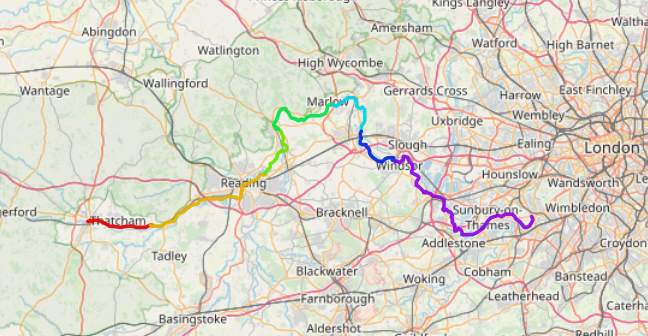 Kings Langley
Amersham
Abingdon
Watford
Waltha
Watlington
High Barnet
High Wycombe
Wallingford
Wantage
Gerrards Cross
Harrow
East Finchley
Marlow
Wembley
Uxbridge
Slough
Ealing
London
Windsor
Reading
Hounslow
Wandsworth
Le
gerford
Thatcham
Bracknell
Sunbury-on-
Thames
Wimbledon
Addlestone
Croydon
Tadley
Cobham
Blackwater
Woking
Banstead
Leatherhead
Farnborough
Caterha
Basingstoke
Aldershot
Redhill